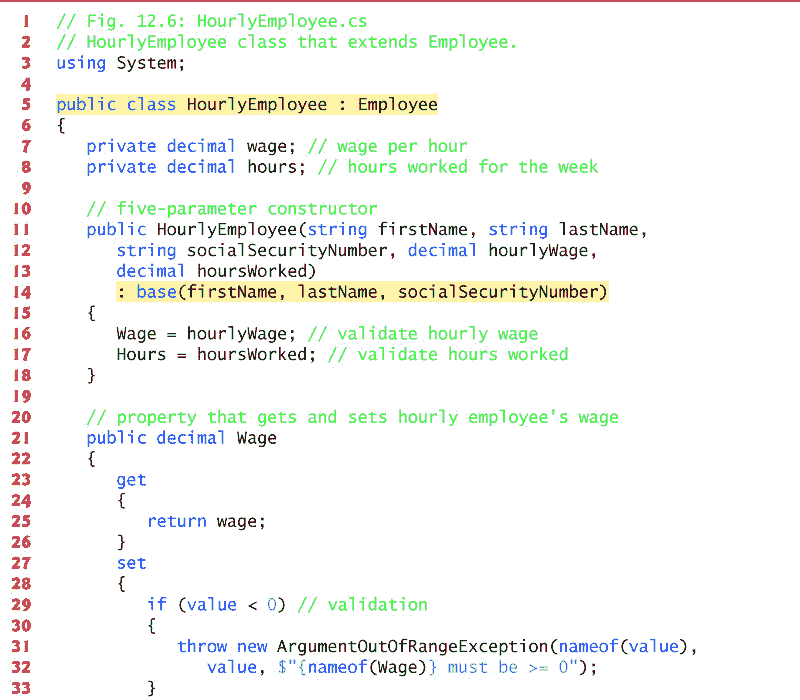 1 // Fig. 12.6: HourlyEmployee.cs
2 // HourlyEmployee class that extends Employee.
3 using System;
4
5 public class HourlyEmployee : Employee
6 {
7 private decimal wage; // wage per hour
8 private decimal hours; // hours worked for the week
9
10 // five-parameter constructor
11 public HourlyEmployee(string firstName, string lastName,
12 string socialSecurityNumber, decimal hourlyWage,
13 decimal hoursWorked)
14 : base(firstName, lastName, socialSecurityNumber)
15 {
16 Wage = hourlyWage; // validate hourly wage
17 Hours = hoursWorked; // validate hours worked
18 }
19
20 // property that gets and sets hourly employee's wage
21 public decimal Wage
22 {
23 get
24 {
25 return wage;
26 }
27 set
28 {
29 if (value < 0) // validation
30 {
31 throw new ArgumentOutOfRangeException(nameof(value),
32 value, $"{nameof(Wage)} must be >= 0");
33 }